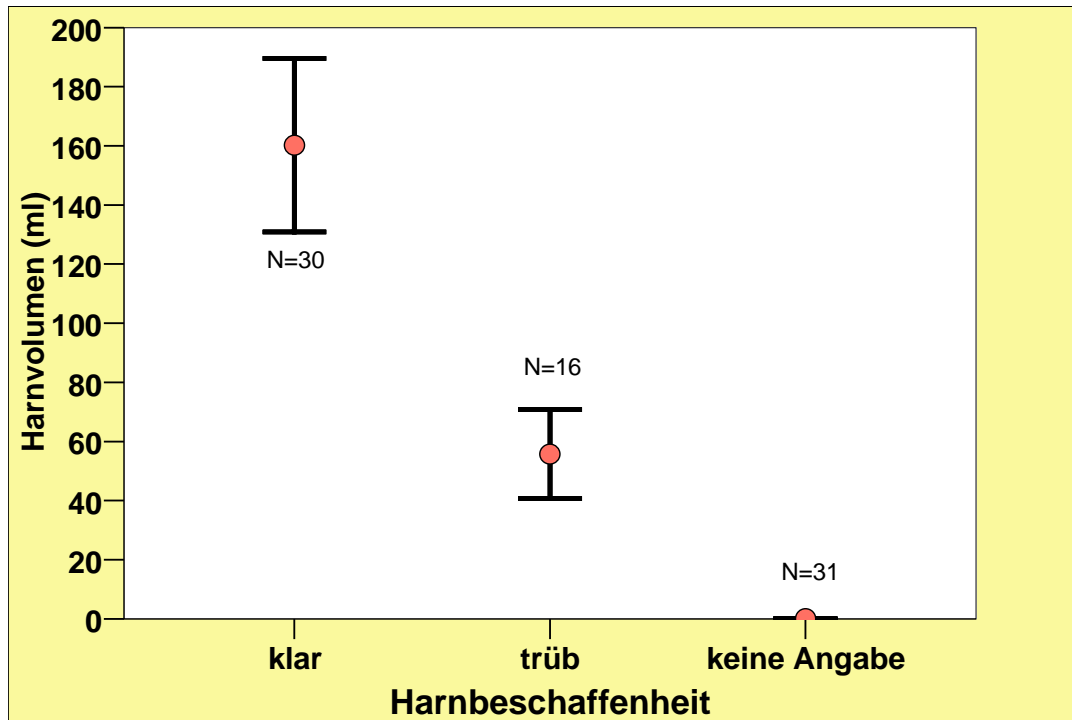 200
180
160
140
120
100
80
60
40
20
0
Harnvolumen (ml)
N=30
N=16
N=31
klar
trüb
keine Angabe
Harnbeschaffenheit